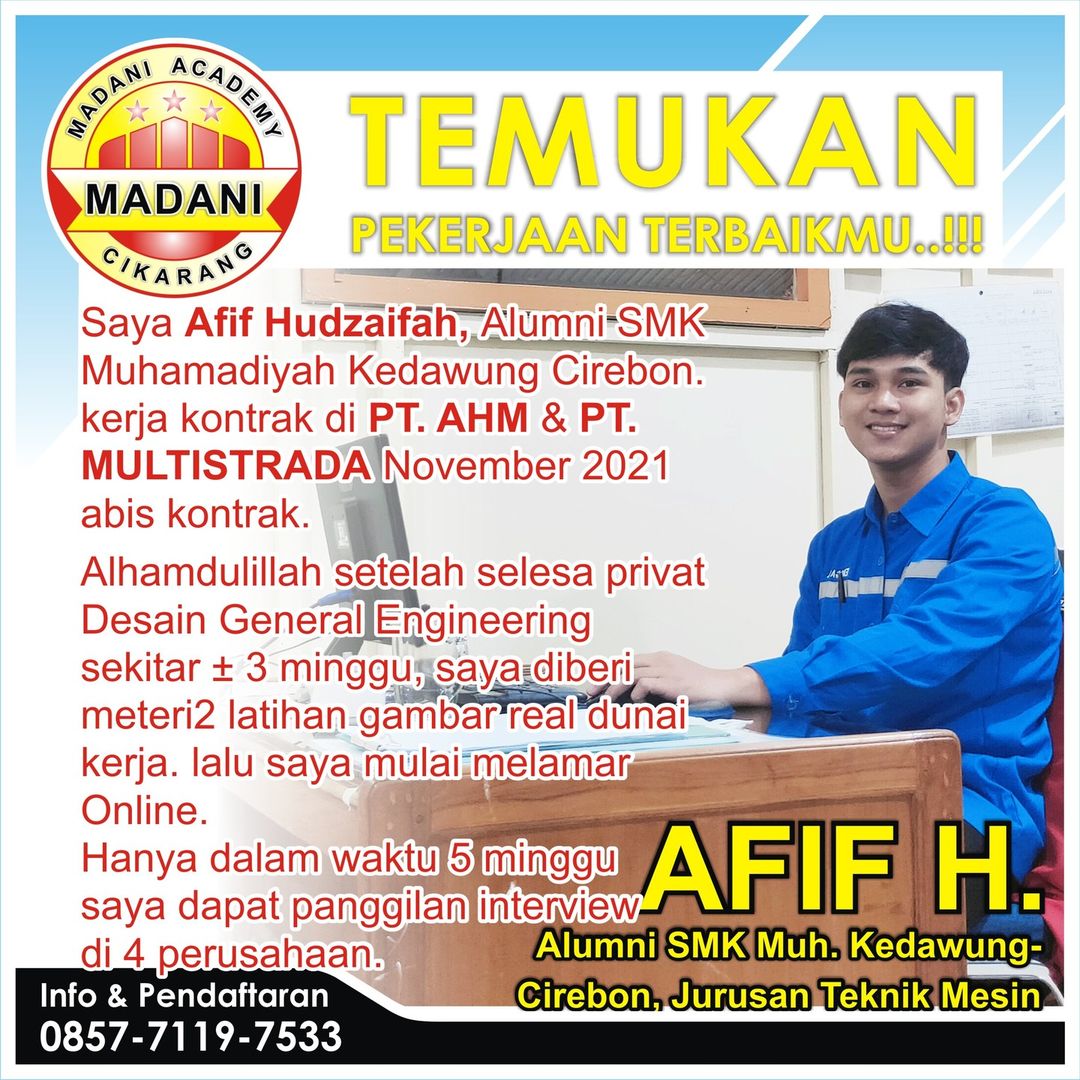 MADANI ACADEMY
MADANI
CIKARANG
TEMUKAN
PEKERJAAN TERBAIKMU..!!!
Saya Afif Hudzaifah, Alumni SMK
Muhamadiyah Kedawung Cirebon.
kerja kontrak di PT. AHM & PT.
MULTISTRADA November 2021
abis kontrak.
Alhamdulillah setelah selesa privat
Desain General Engineering
sekitar ± 3 minggu, saya diberi
meteri2 latihan gambar real dunai
kerja. lalu saya mulai melamar
Online.
Hanya dalam waktu 5 minggu
saya dapat panggilan interview
di 4 perusahaan.
AFIF H.
Alumni SMK Muh. Kedawung-
Cirebon, Jurusan Teknik Mesin
Info & Pendaftaran
0857-7119-7533